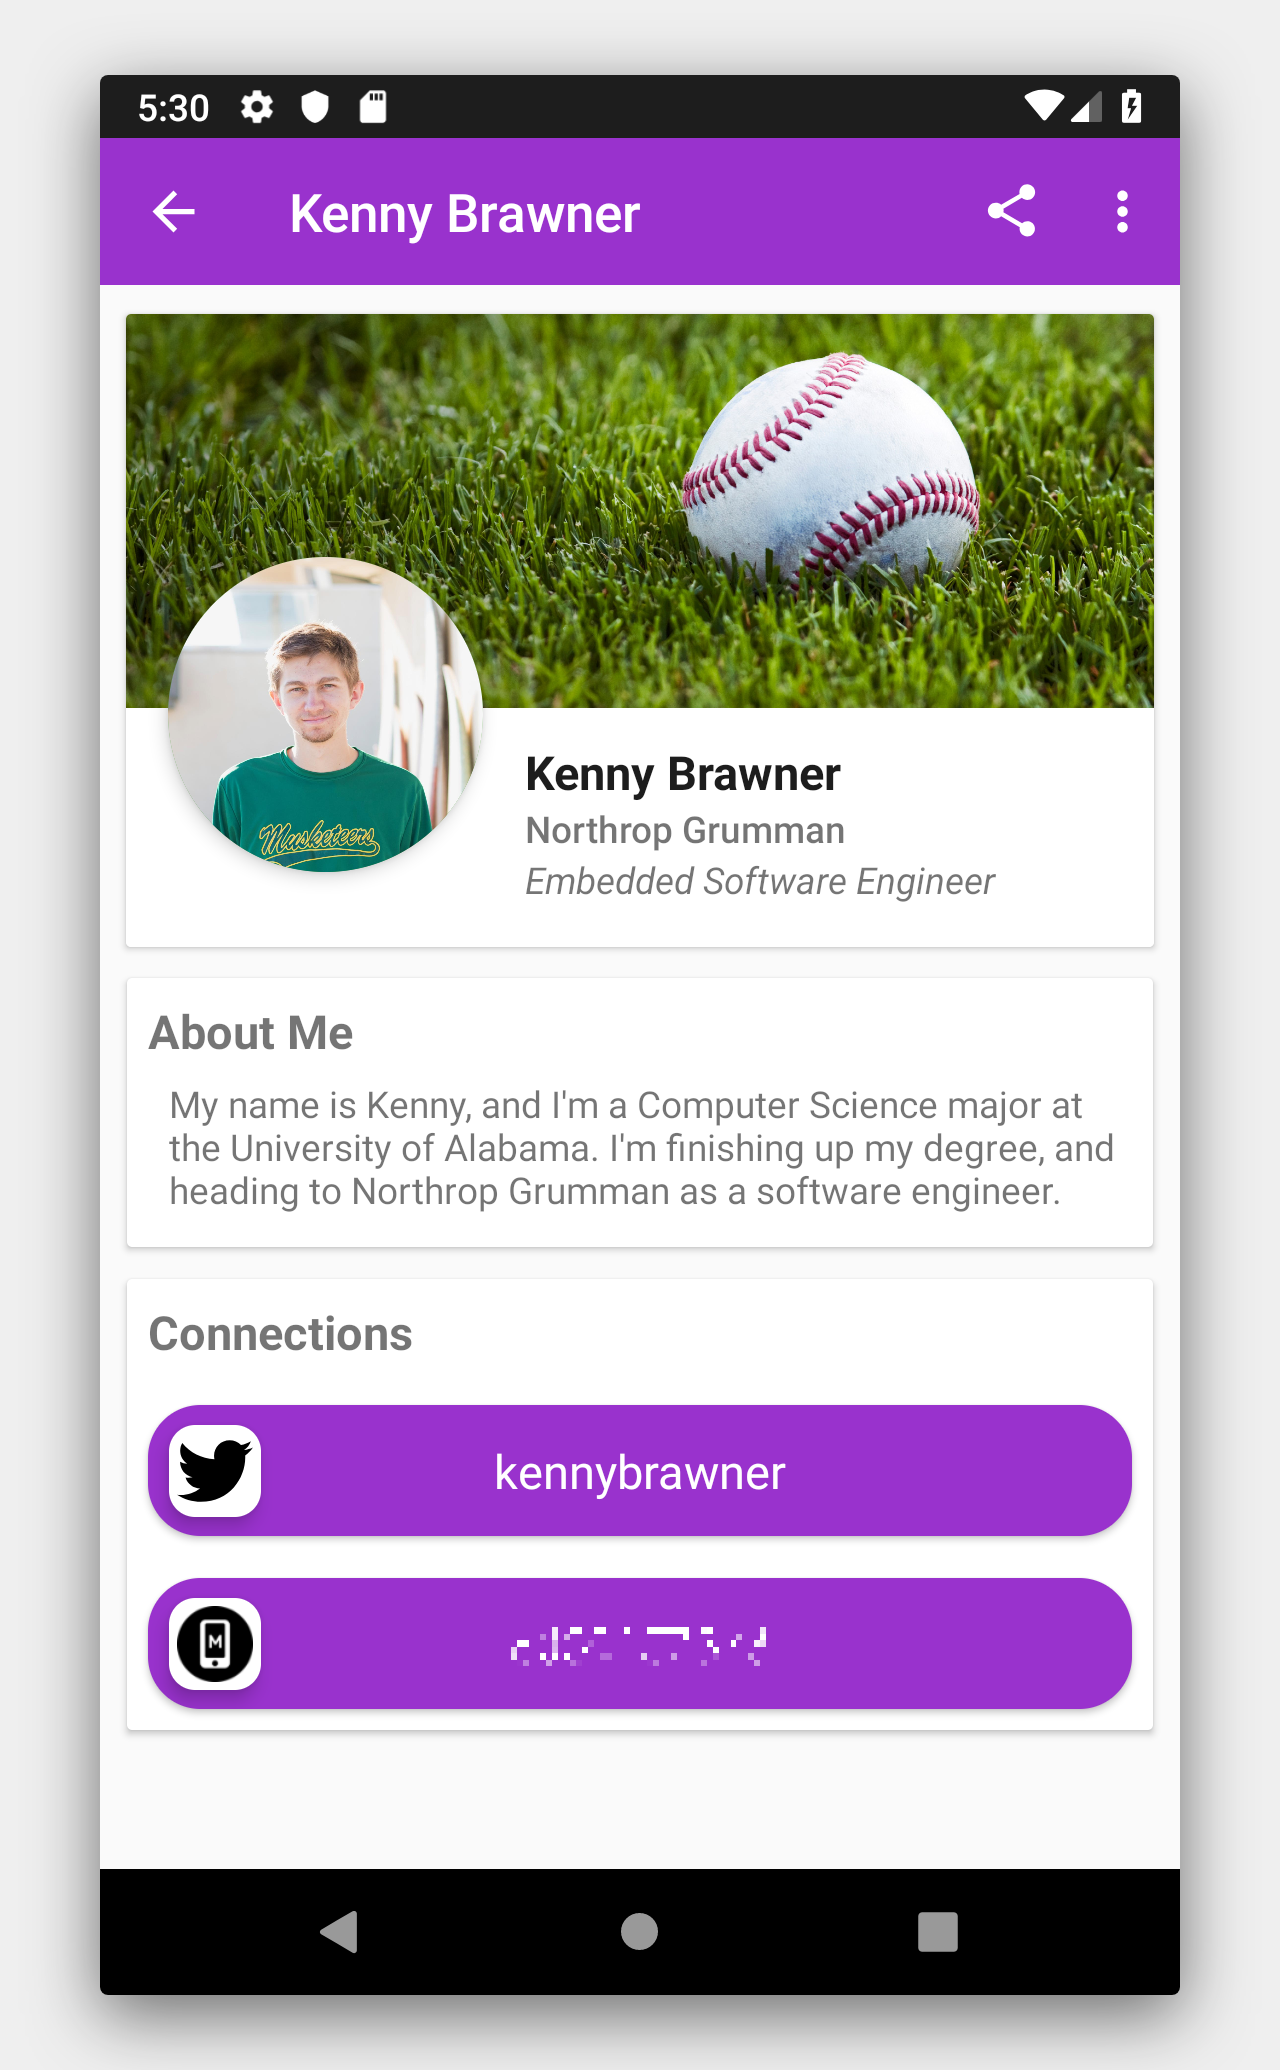 5:30
Kenny Brawner
Musketeers
Kenny Brawner
Northrop Grumman
Embedded Software Engineer
About Me
My name is Kenny, and I'm a Computer Science major at
the University of Alabama. I'm finishing up my degree, and
heading to Northrop Grumman as a software engineer.
Connections
kennybrawner
M